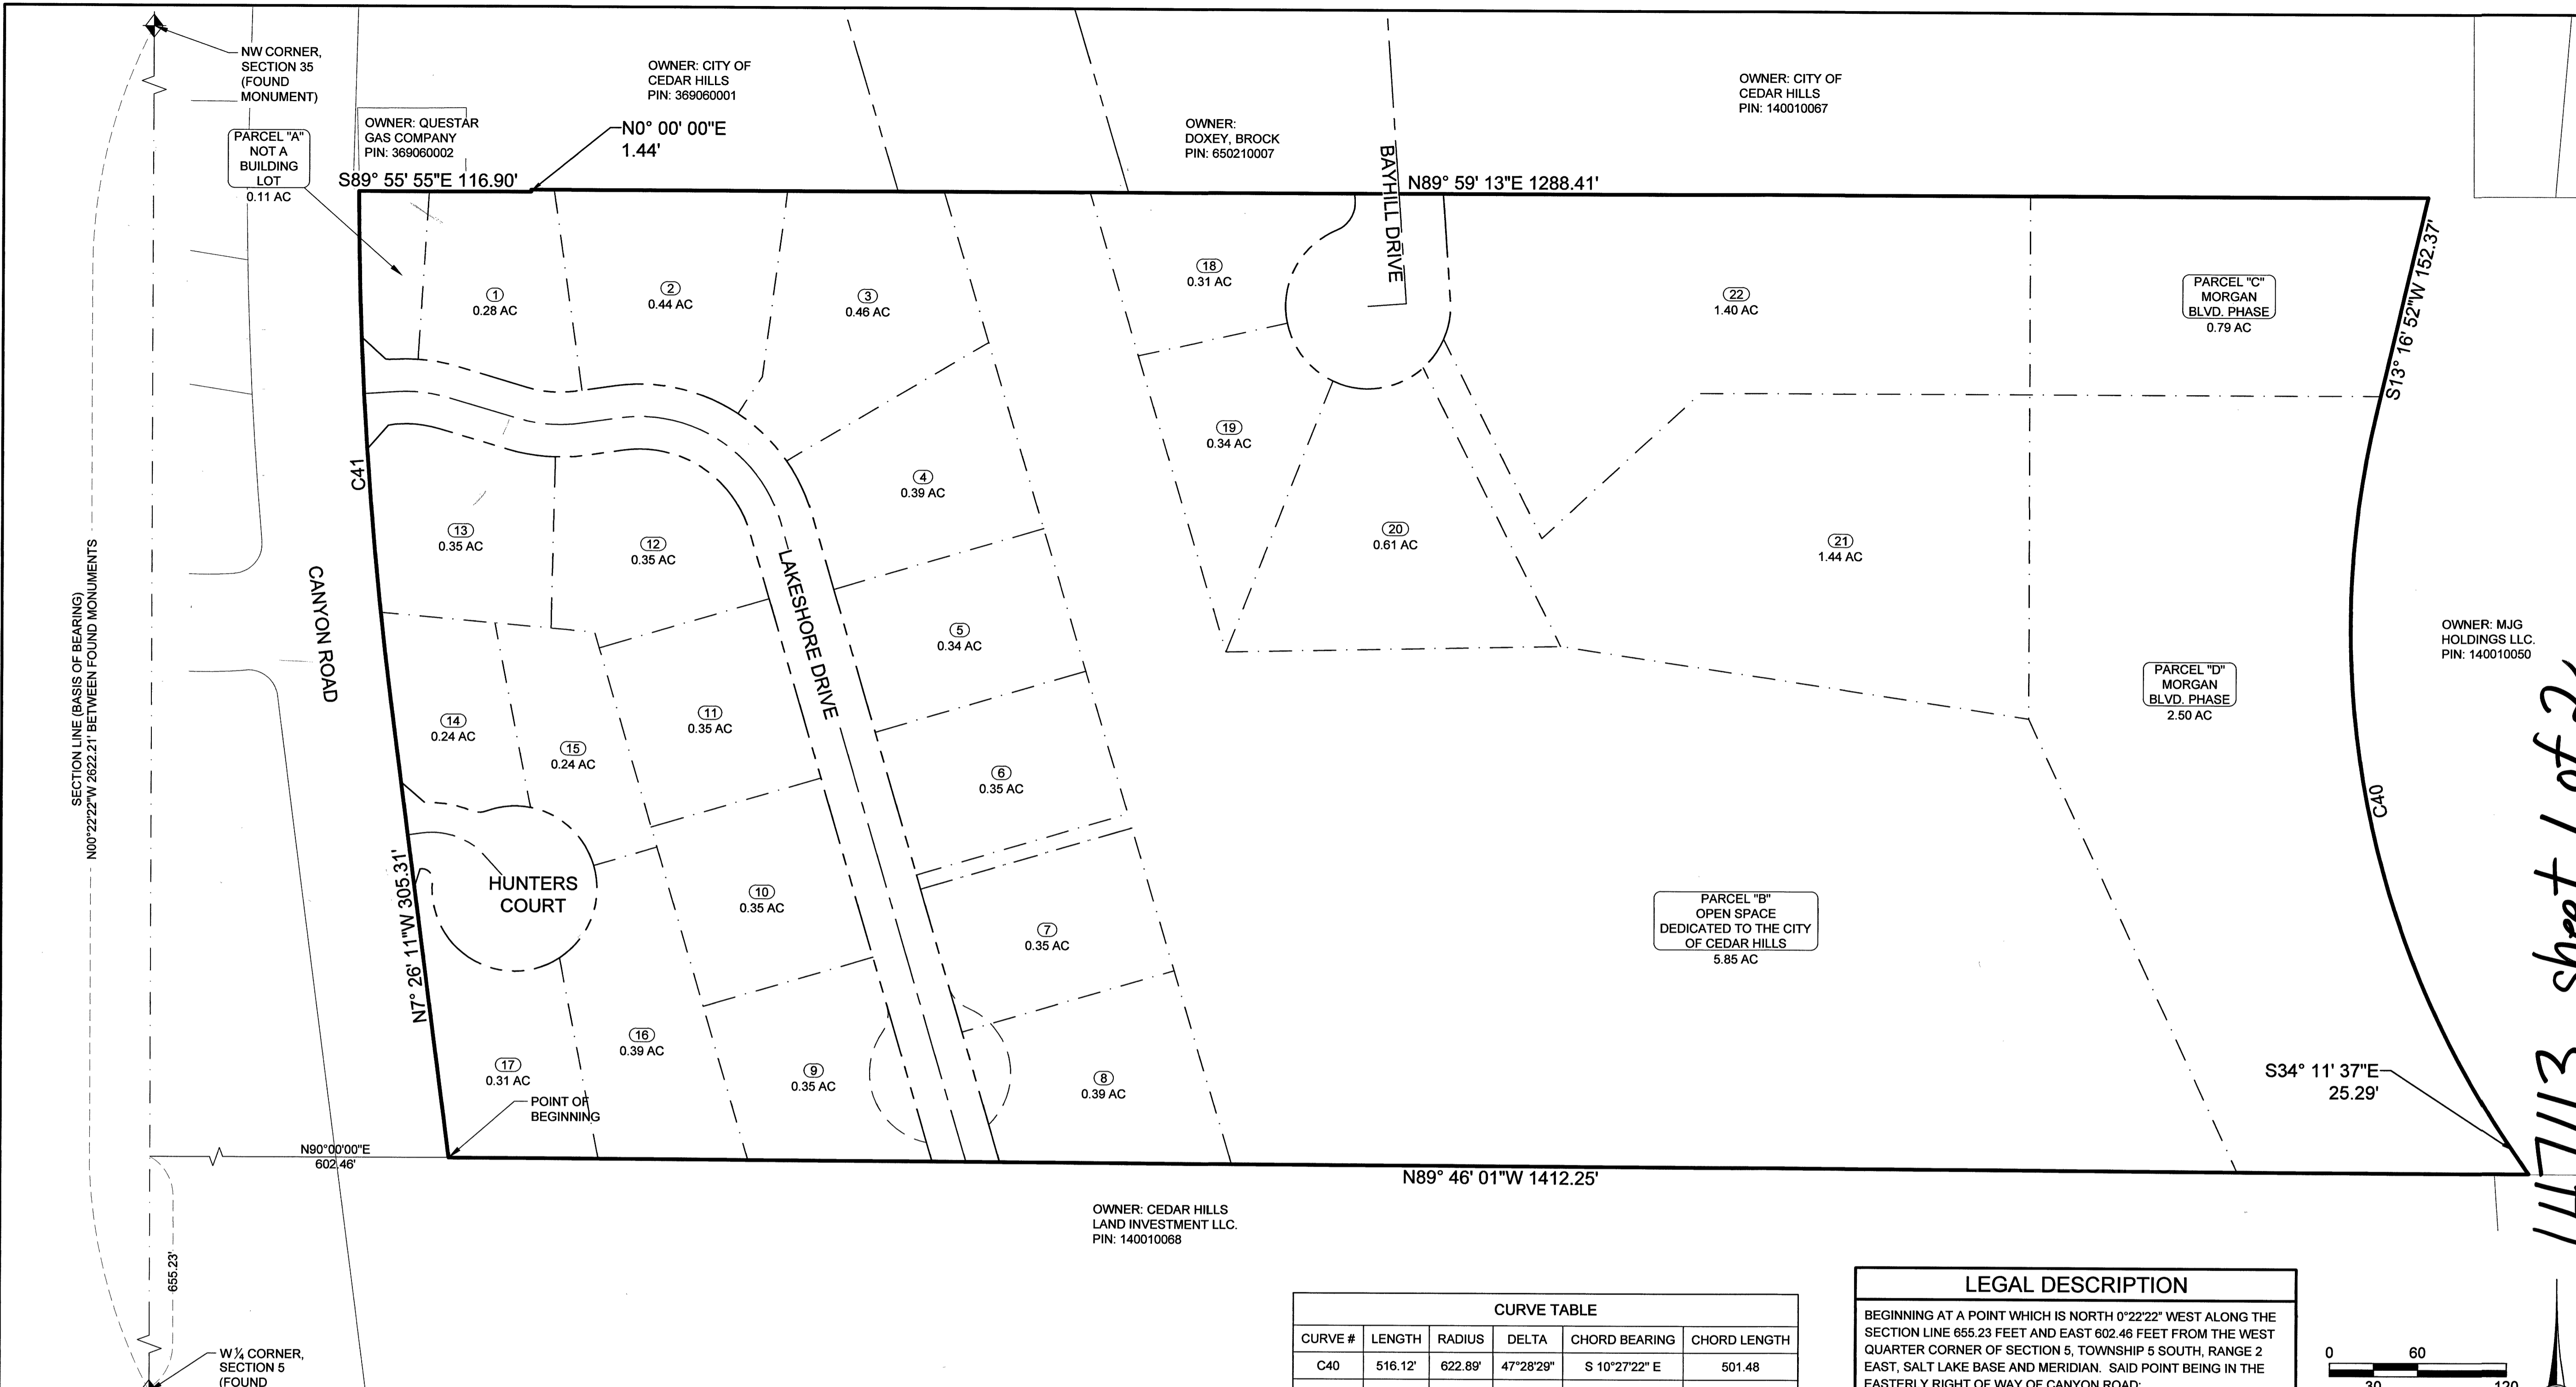 NW CORNER,
SECTION 35
(FOUND
MONUMENT)
OWNER: CITY OF
CEDAR HILLS
PIN: 369060001
OWNER: CITY OF
CEDAR HILLS
PIN: 140010067
OWNER: QUESTAR
GAS COMPANY
PIN: 369060002
N0° 00' 00"E
1.44'
OWNER:
DOXEY, BROCK
PIN: 650210007
PARCEL "A"
NOT A
BUILDING
LOT
0.11 AC
S89° 55' 55"E 116.90'
BAYHILL DRIVE
N89° 59' 13"E 1288.41'
S13° 16' 52"W 152.37'
1
0.28 AC
2
0.44 AC
3
0.46 AC
18
0.31 AC
22
1.40 AC
PARCEL "C"
MORGAN
BLVD. PHASE
0.79 AC
C41
4
0.39 AC
19
0.34 AC
13
0.35 AC
12
0.35 AC
20
0.61 AC
21
1.44 AC
SECTION LINE (BASIS OF BEARING)
N00°22'22"W 2622.21' BETWEEN FOUND MONUMENTS
CANYON ROAD
LAKESHORE DRIVE
5
0.34 AC
OWNER: MJG
HOLDINGS LLC.
PIN: 140010050
PARCEL "D"
MORGAN
BLVD. PHASE
2.50 AC
14
0.24 AC
15
0.24 AC
11
0.35 AC
6
0.35 AC
C40
N7° 26' 11"W 305.31'
HUNTERS
COURT
10
0.35 AC
7
0.35 AC
PARCEL "B"
OPEN SPACE
DEDICATED TO THE CITY
OF CEDAR HILLS
5.85 AC
16
0.39 AC
17
0.31 AC
9
0.35 AC
8
0.39 AC
S34° 11' 37"E
25.29'
POINT OF
BEGINNING
N90°00'00"E
602.46'
N89° 46' 01"W 1412.25'
OWNER: CEDAR HILLS
LAND INVESTMENT LLC.
PIN: 140010068
655.23'
W ¼ CORNER,
SECTION 5
(FOUND
CURVE TABLE
CURVE # LENGTH RADIUS DELTA CHORD BEARING CHORD LENGTH
C40 516.12' 622.89' 47°28'29" S 10°27'22" E 501.48
LEGAL DESCRIPTION
BEGINNING AT A POINT WHICH IS NORTH 0°22'22" WEST ALONG THE
SECTION LINE 655.23 FEET AND EAST 602.46 FEET FROM THE WEST
QUARTER CORNER OF SECTION 5, TOWNSHIP 5 SOUTH, RANGE 2
EAST, SALT LAKE BASE AND MERIDIAN. SAID POINT BEING IN THE
EASTERLY RIGHT OF WAY OF CANYON ROAD;
0 60
30 120
sheet 1 of 2